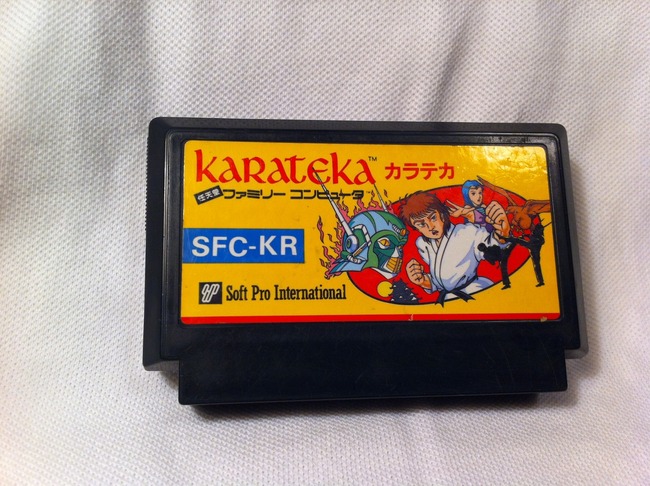 KARATEKA™ カラテカ
任天堂 ファミリー コンピュータ
SFC-KR
SP Soft Pro International